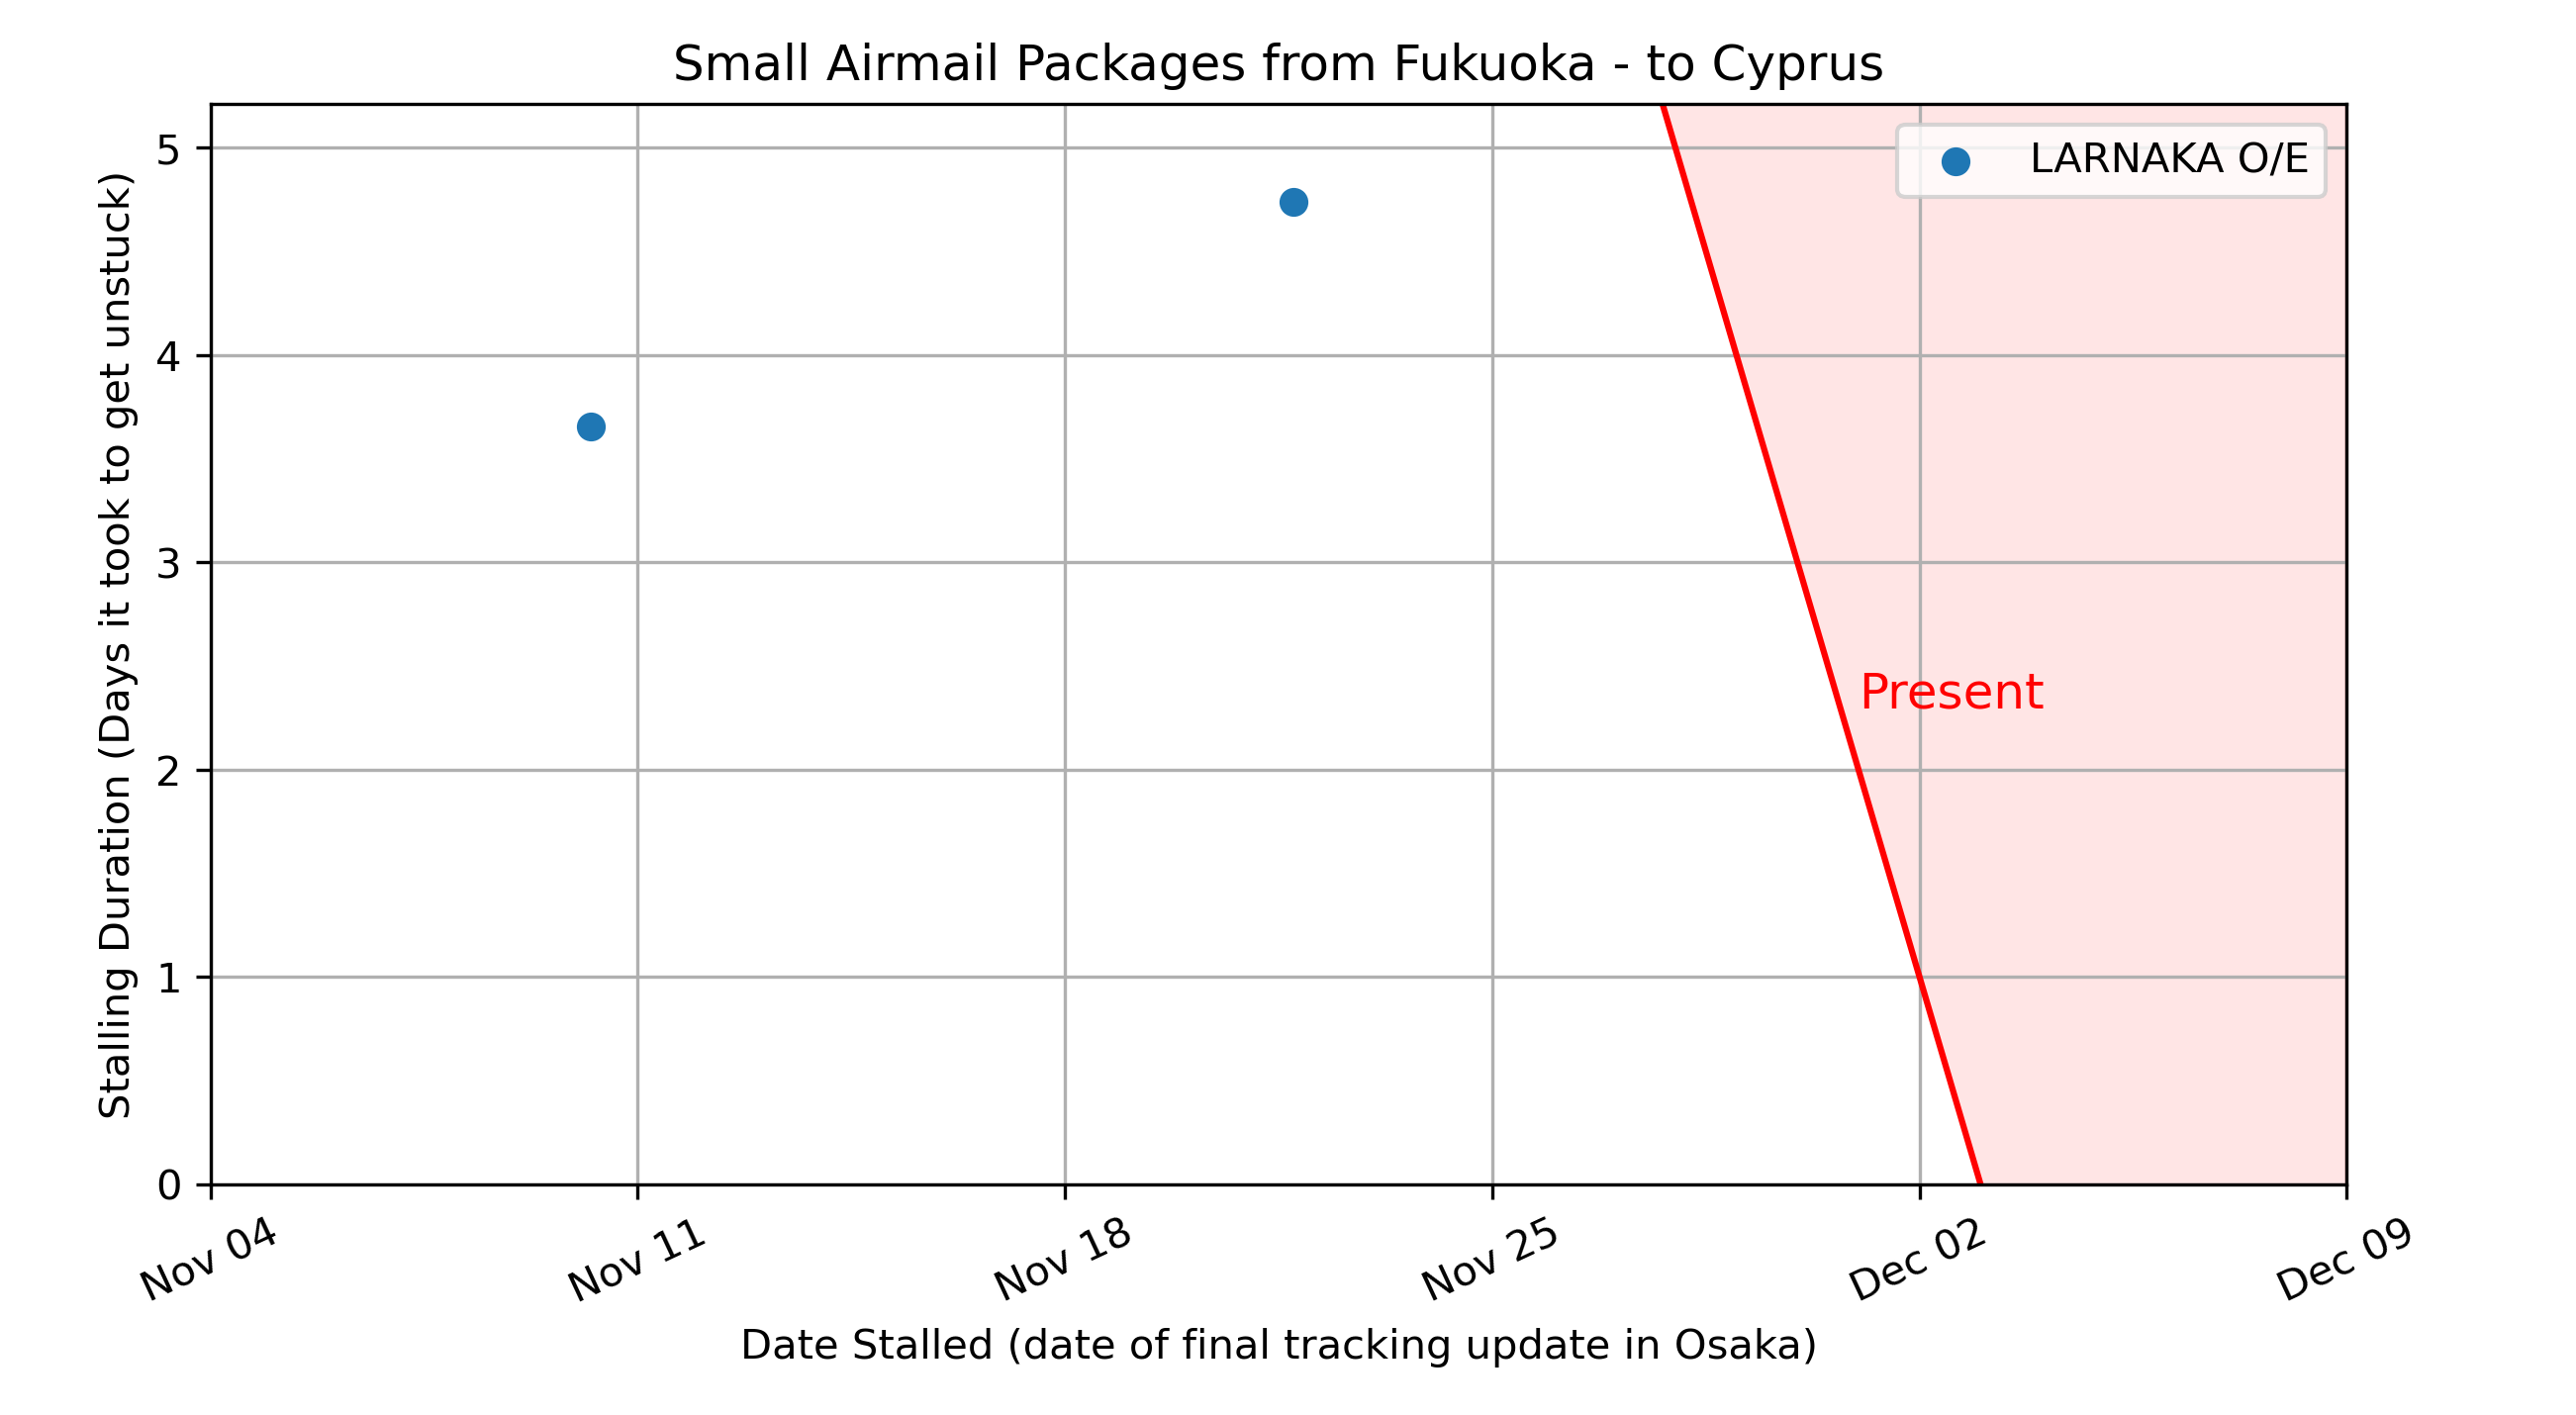 Small Airmail Packages from Fukuoka - to Cyprus
LARNAKA O/E
Stalling Duration (Days it took to get unstuck)
5
4
3
2
1
0
Present
Nov 04
Nov 11
Nov 18
Nov 25
Dec 02
Dec 09
Date Stalled (date of final tracking update in Osaka)